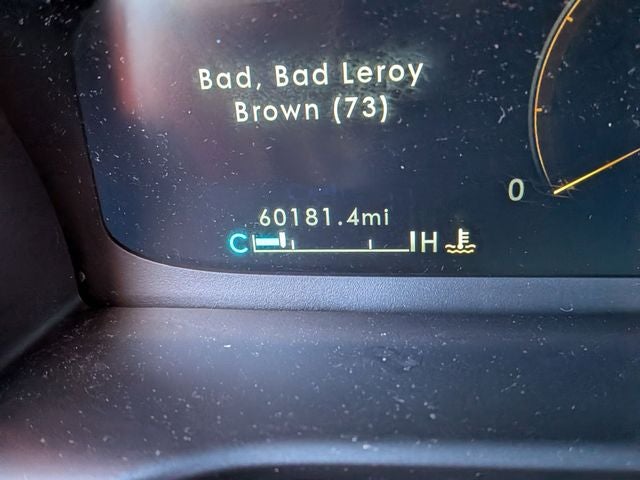 Bad, Bad Leroy
Brown (73)
0
60181.4mi
C H